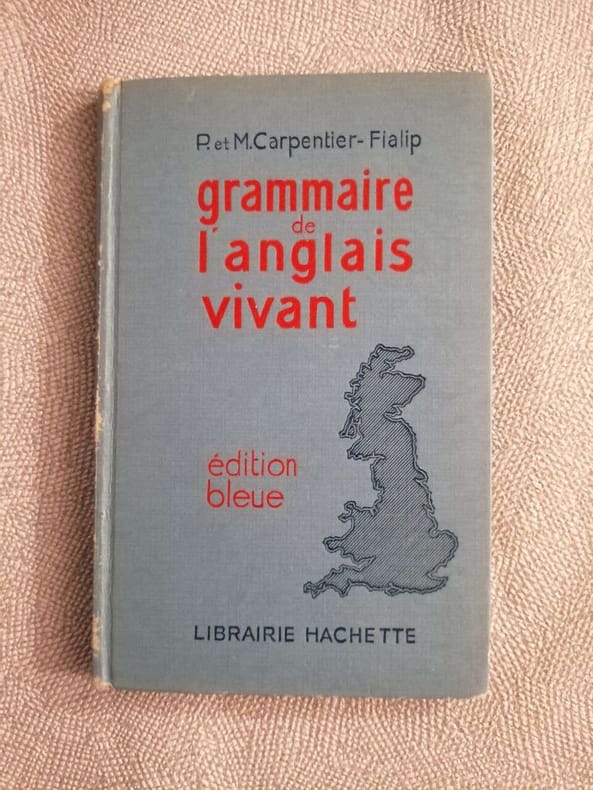 P. et M. Carpentier-Fialip
grammaire
de
l'anglais
vivant
édition
bleue
LIBRAIRIE HACHETTE